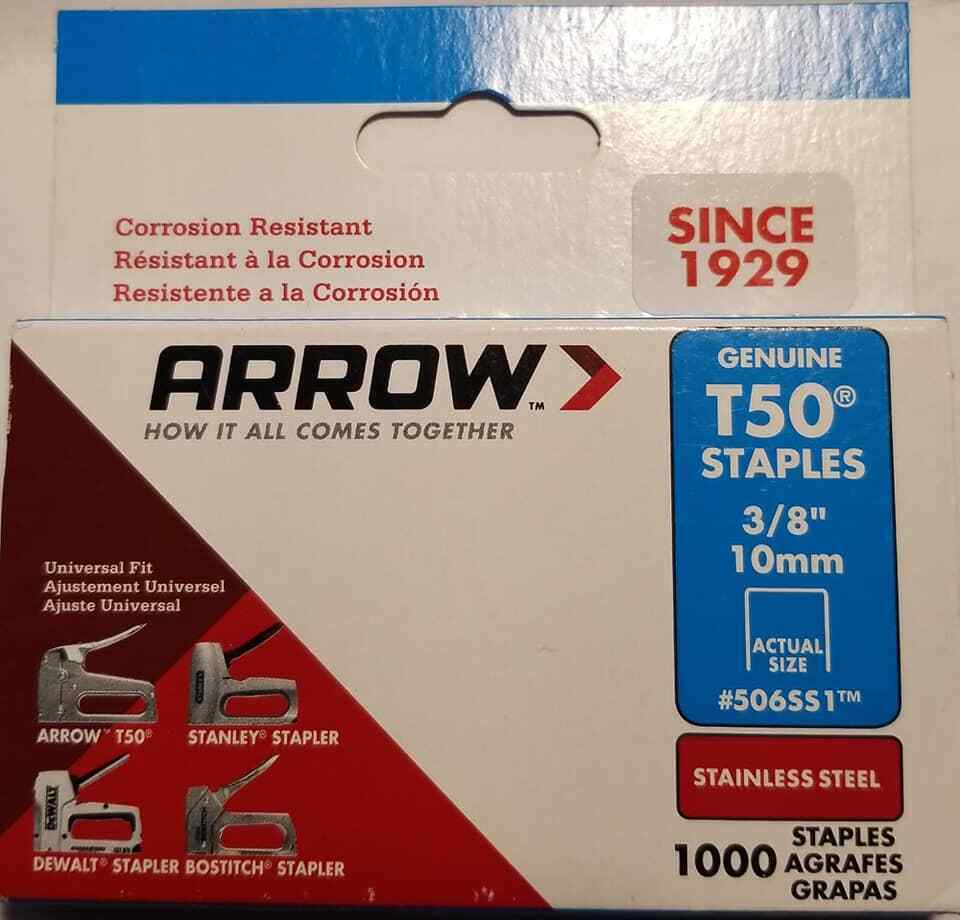 Corrosion Resistant
Résistant à la Corrosion
Resistente a la Corrosión
SINCE
1929
ARROW™
HOW IT ALL COMES TOGETHER
GENUINE
T50®
STAPLES
3/8"
10mm
ACTUAL
SIZE
#506SS1™
STAINLESS STEEL
1000 STAPLES
AGRAFES
GRAPAS
Universal Fit
Ajustement Universel
Ajuste Universal
ARROW™ T50®
STANLEY® STAPLER
DEWALT
DEWALT® STAPLER
BOSTITCH® STAPLER